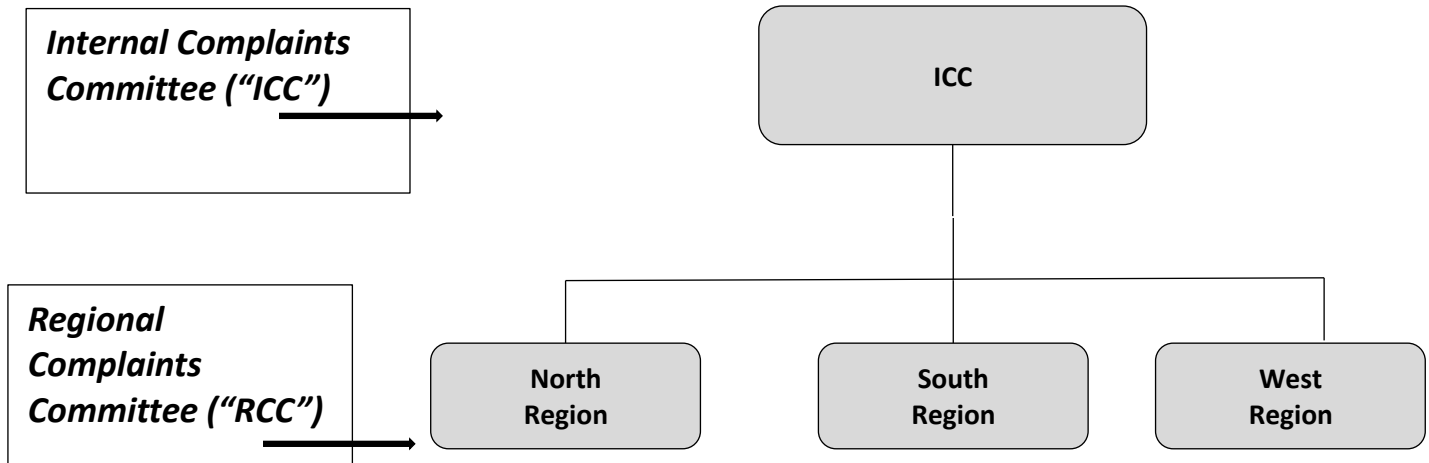 Internal Complaints
Committee (“ICC”)
ICC
Regional
Complaints
Committee (“RCC”)
North
Region
South
Region
West
Region